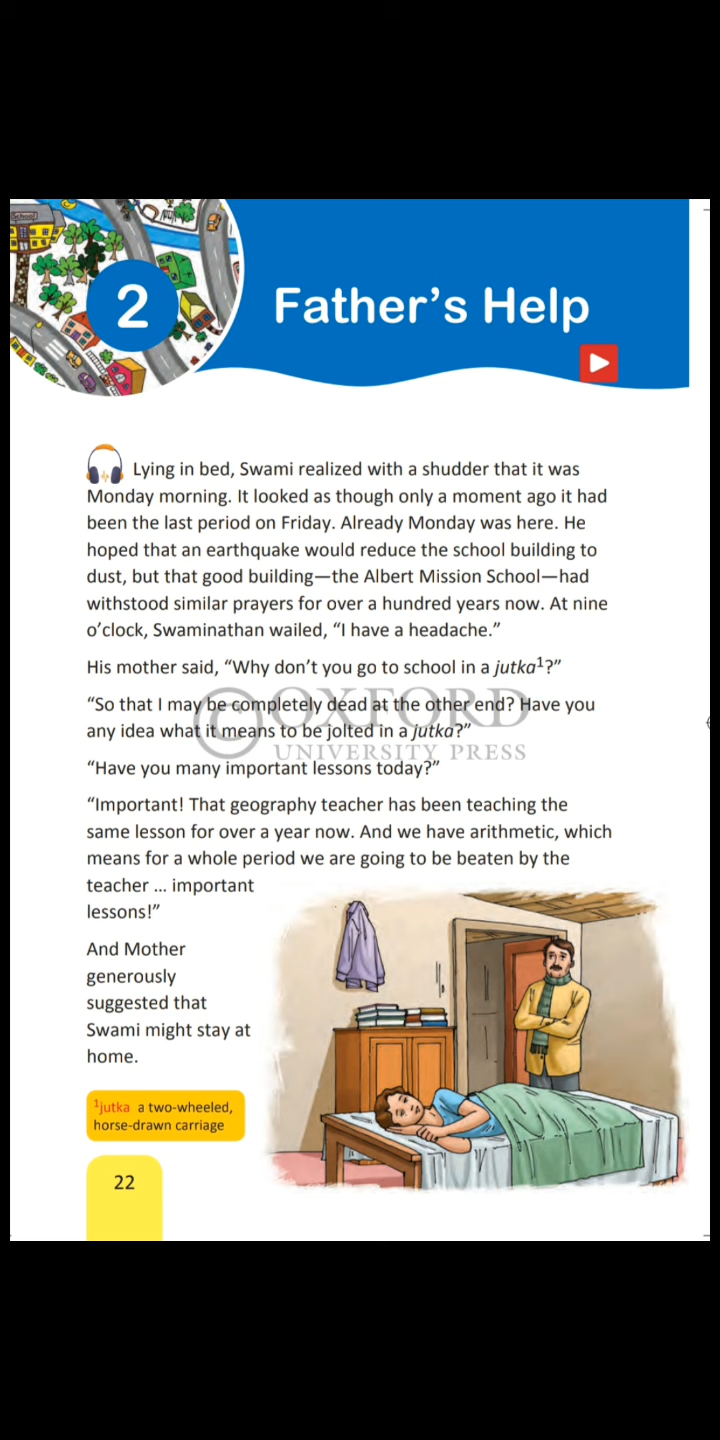 School
2
Father’s Help
Lying in bed, Swami realized with a shudder that it was
Monday morning. It looked as though only a moment ago it had
been the last period on Friday. Already Monday was here. He
hoped that an earthquake would reduce the school building to
dust, but that good building—the Albert Mission School—had
withstood similar prayers for over a hundred years now. At nine
o’clock, Swaminathan wailed, “I have a headache.”
His mother said, “Why don’t you go to school in a jutka¹?”
“So that I may be completely dead at the other end? Have you
any idea what it means to be jolted in a jutka?”
© OXFORD
UNIVERSITY PRESS
“Have you many important lessons today?”
“Important! That geography teacher has been teaching the
same lesson for over a year now. And we have arithmetic, which
means for a whole period we are going to be beaten by the
teacher ... important
lessons!”
And Mother
generously
suggested that
Swami might stay at
home.
¹jutka a two-wheeled,
horse-drawn carriage
22